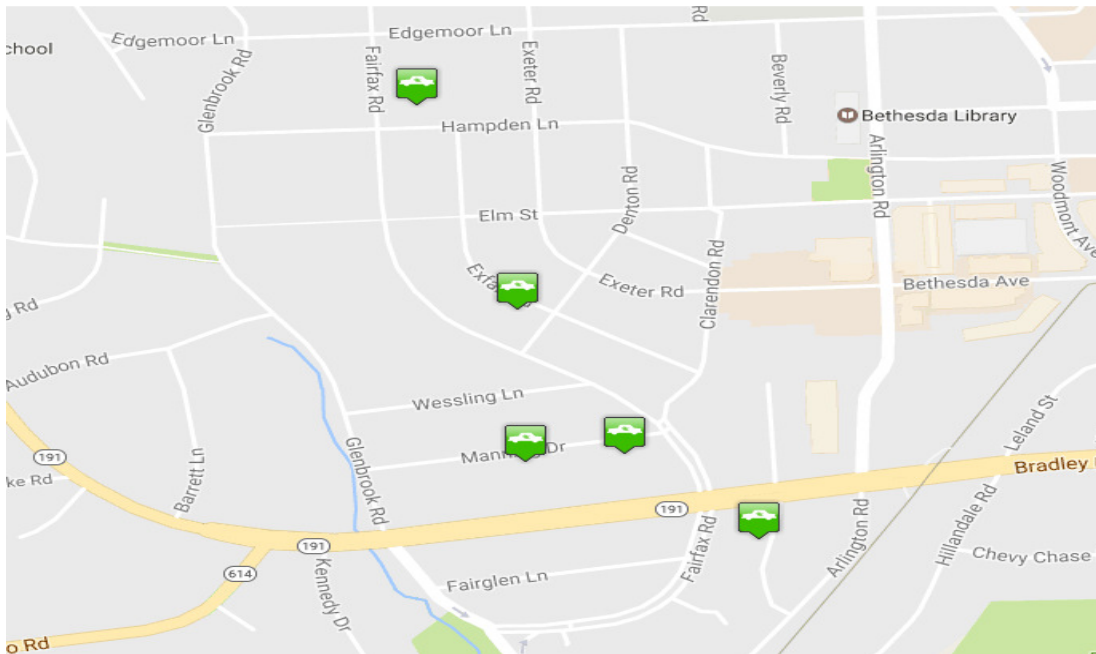 chool
Edgemoor Ln
Edgemoor Ln
Glenbrook Rd
Fairfax Rd
Exeter Rd
Rd
Beverly Rd
Hampden Ln
Bethesda Library
Arlington Rd
Woodmont Ave
Denton Rd
Elm St
Exeter Rd
Clarendon Rd
Bethesda Ave
g Rd
Audubon Rd
Wessling Ln
Leland St
191
ke Rd
Barrett Ln
Glenbrook Rd
Dr
Bradley
191
191
Hillandale Rd
Arlington Rd
Fairfax Rd
Chevy Chase
614
Kennedy Dr
Fairglen Ln
o Rd